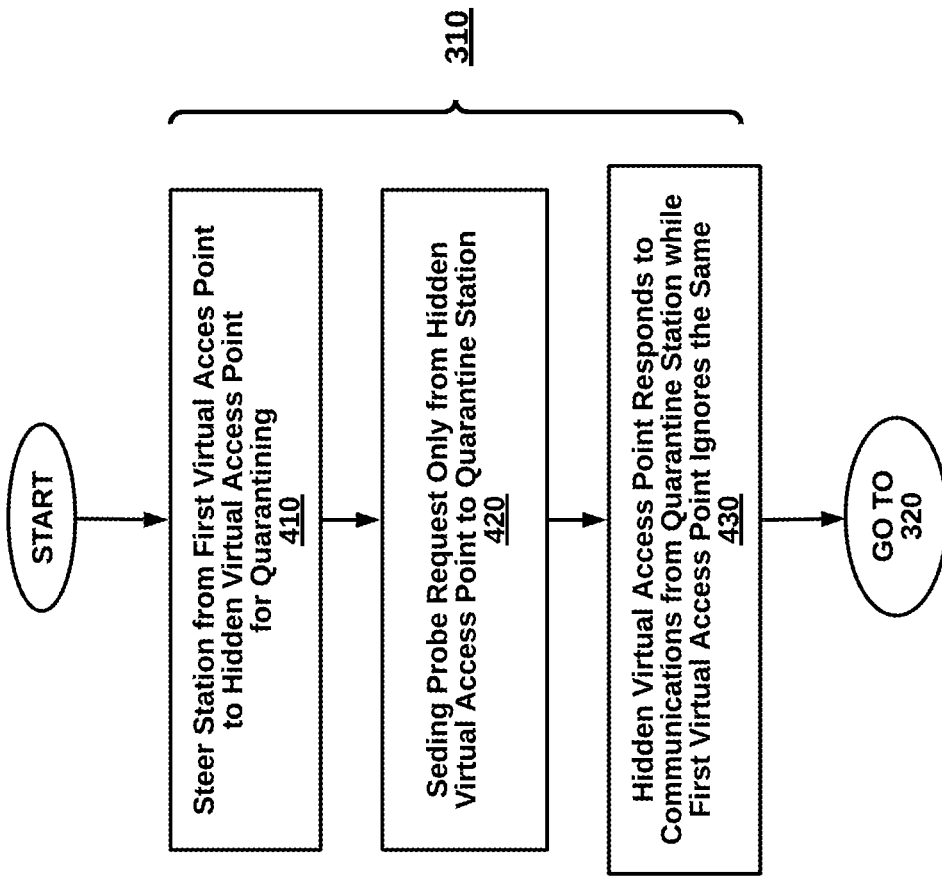 START
Steer Station from First Virtual Acces Point
to Hidden Virtual Access Point
for Quarantining
410
Seding Probe Request Only from Hidden
Virtual Access Point to Quarantine Station
420
Hidden Virtual Access Point Responds to
Communications from Quarantine Station while
First Virtual Access Point Ignores the Same
430
GO TO
320
310